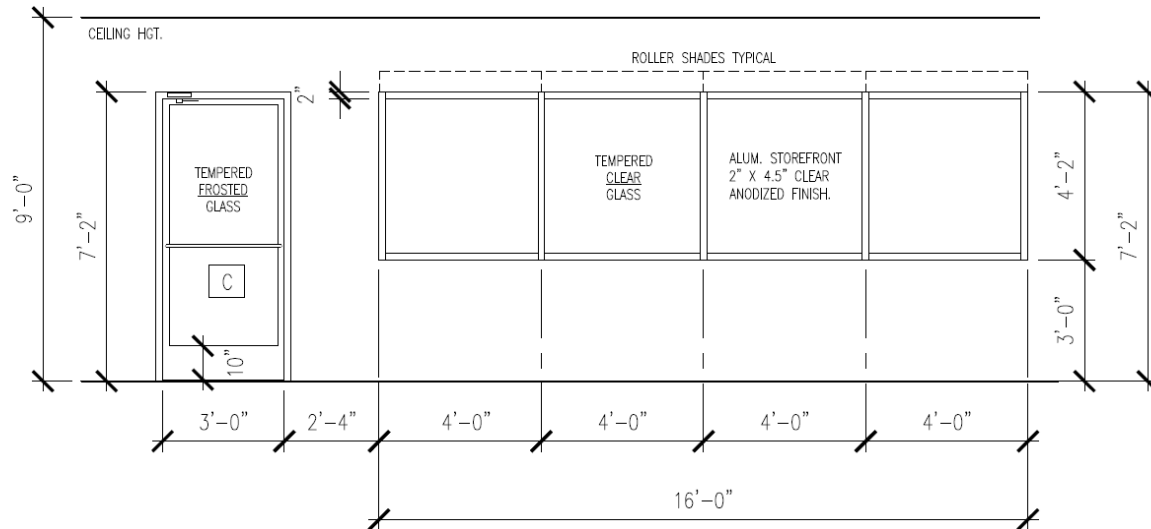 CEILING HGT.
ROLLER SHADES TYPICAL
2"
TEMPERED
FROSTED
GLASS
TEMPERED
CLEAR
GLASS
ALUM. STOREFRONT
2" X 4.5" CLEAR
ANODIZED FINISH.
9'-0"
7'-2"
4'-2"
7'-2"
C
3'-0"
10"
3'-0"
2'-4"
4'-0"
4'-0"
4'-0"
4'-0"
16'-0"